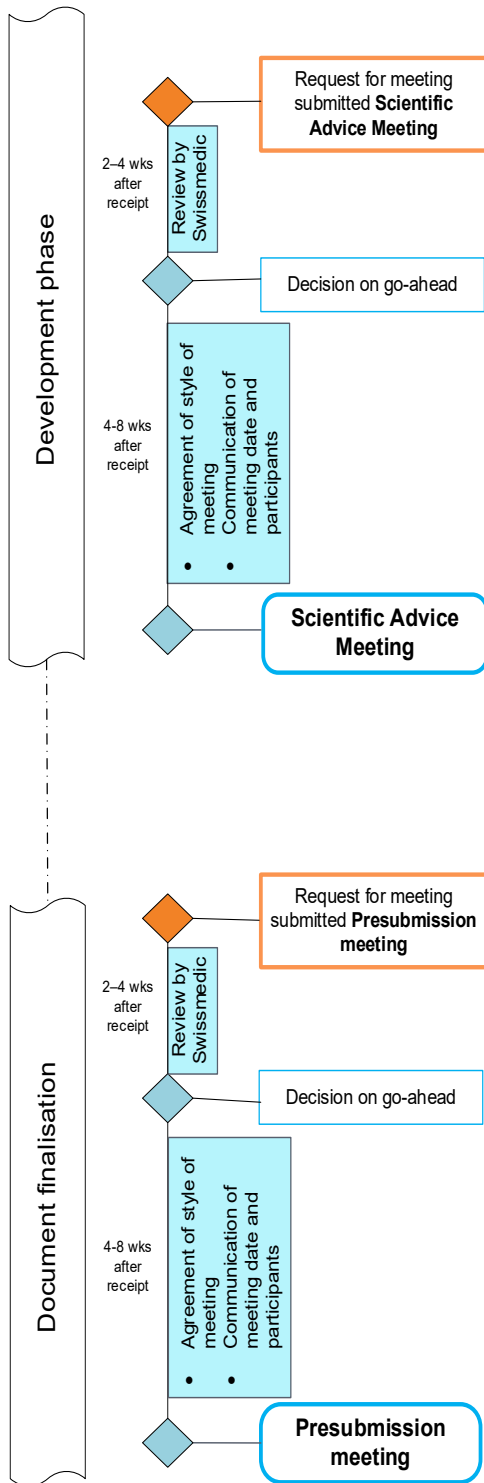 Development phase
Request for meeting
submitted Scientific
Advice Meeting
2–4 wks
after
receipt
Review by
Swissmedic
Decision on go-ahead
4-8 wks
after
receipt
• Agreement of style of
meeting
• Communication of
meeting date and
participants
Scientific Advice
Meeting
Document finalisation
Request for meeting
submitted Presubmission
meeting
2–4 wks
after
receipt
Review by
Swissmedic
Decision on go-ahead
4-8 wks
after
receipt
• Agreement of style of
meeting
• Communication of
meeting date and
participants
Presubmission
meeting